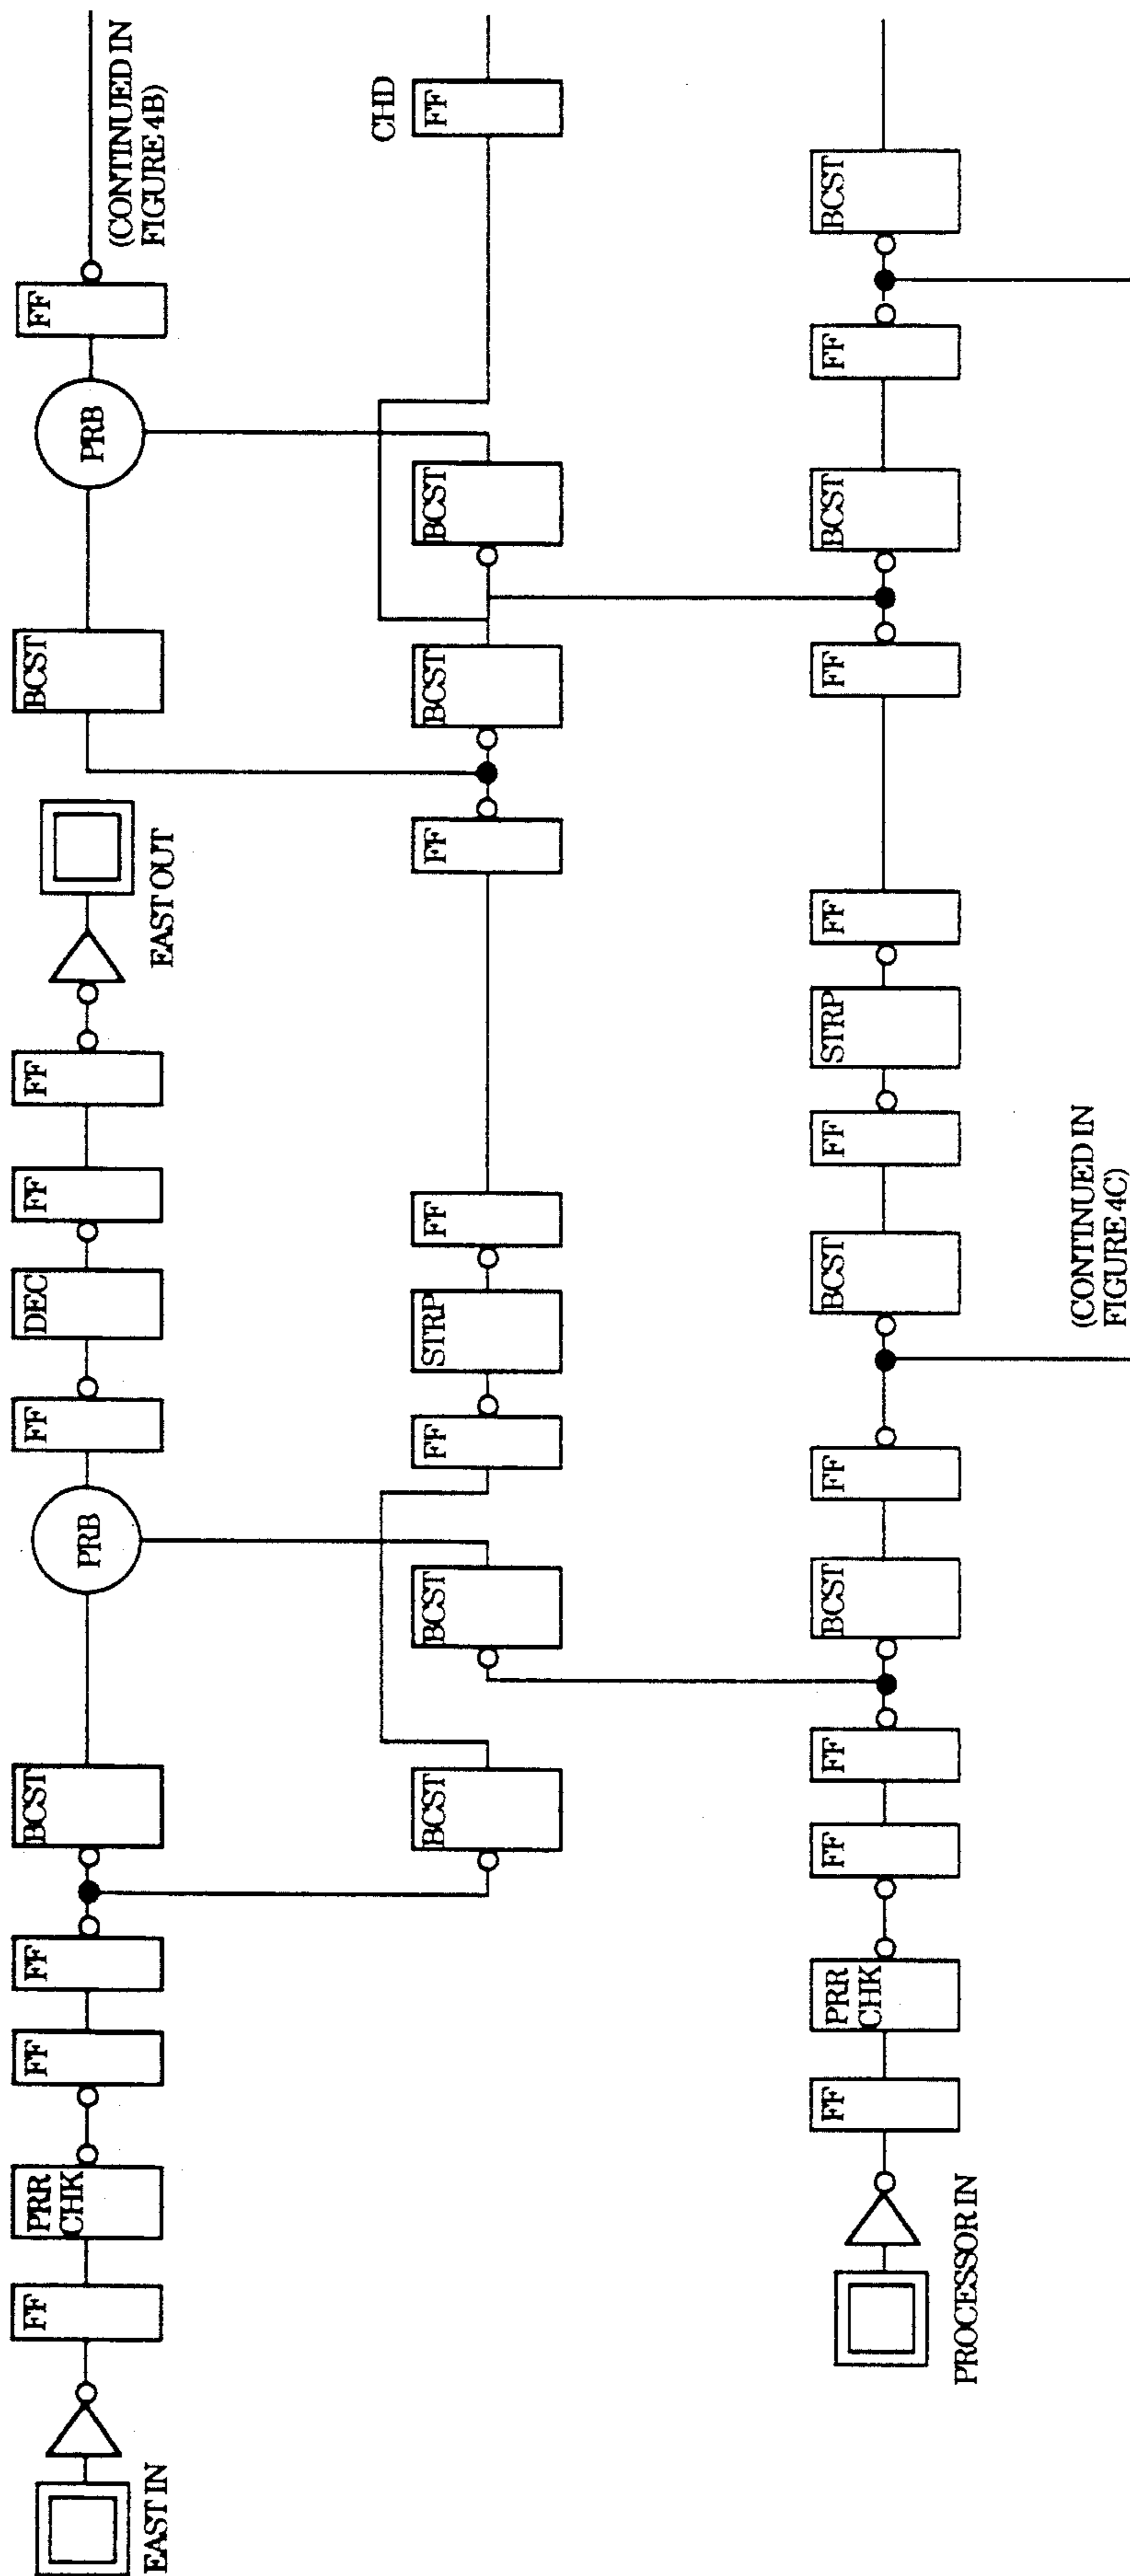 EAST IN
FF
PRR
CHK
FF
FF
BCST
PRB
FF
DEC
FF
FF
EAST OUT
BCST
PRB
FF
(CONTINUED IN
FIGURE 4B)
BCST
BCST
FF
STRP
FF
FF
BCST
BCST
CHD
FF
PROCESSOR IN
FF
PRR
CHK
FF
FF
BCST
FF
BCST
FF
STRP
FF
FF
BCST
FF
BCST
(CONTINUED IN
FIGURE 4C)